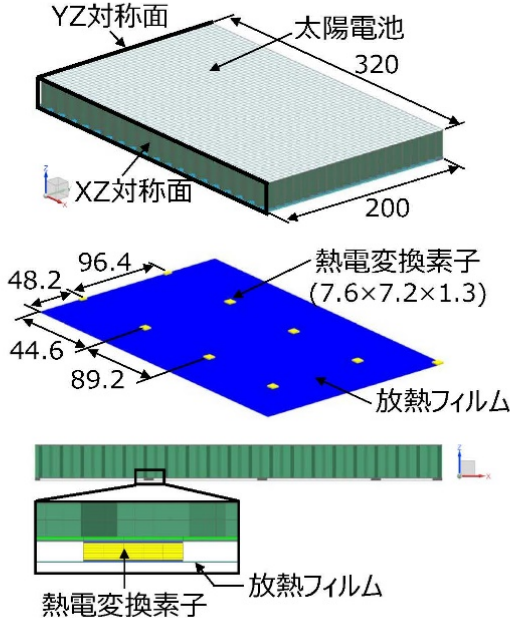 YZ対称面
太陽電池
320
XZ対称面
200
Z
X
96.4
48.2
熱電変換素子
(7.6×7.2×1.3)
44.6
89.2
放熱フィルム
Z
X
放熱フィルム
熱電変換素子